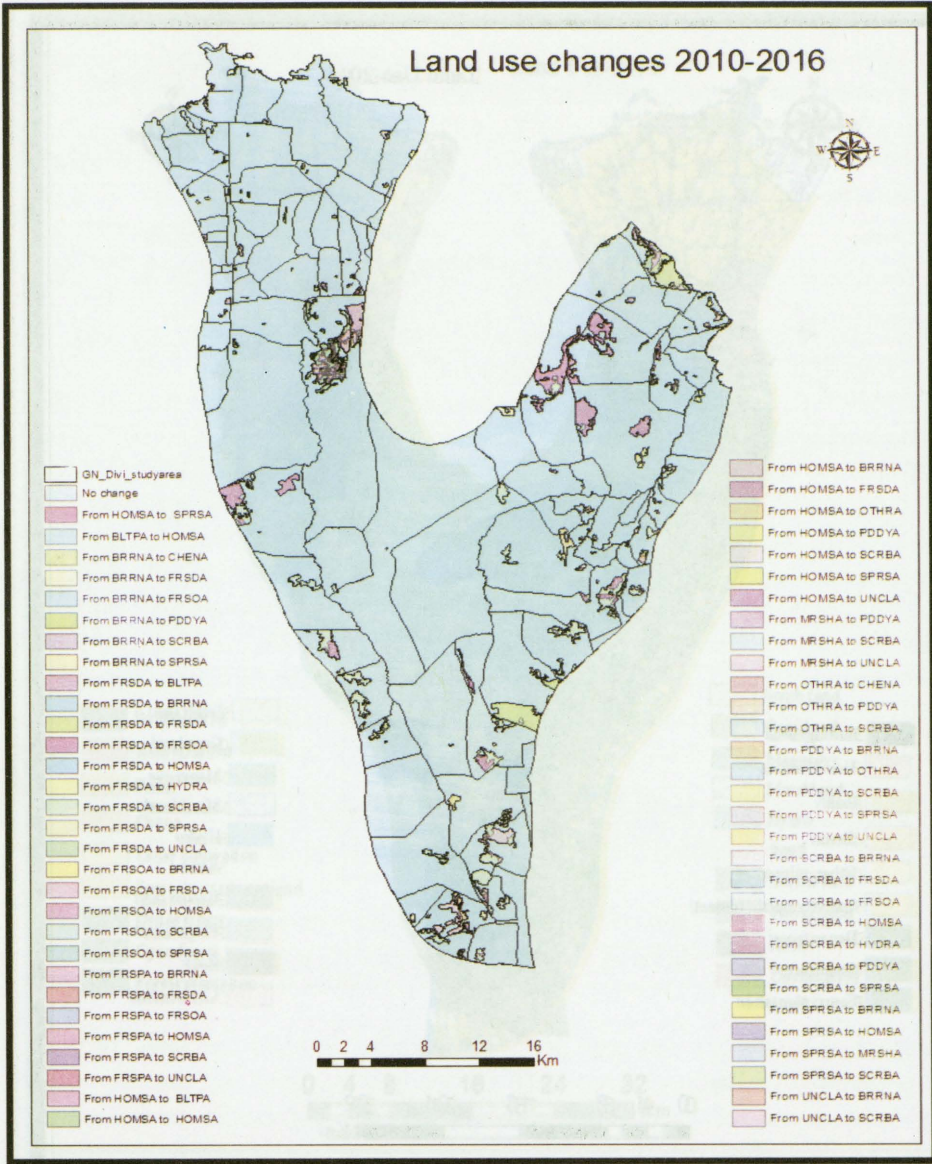 Land use changes 2010-2016
N
W E
S
GN_Divi_studyarea
No change
From HOMSA to SPRSA
From BLTPA to HOMSA
From BRRNA to CHENA
From BRRNA to FRSDA
From BRRNA to FRSOA
From BRRNA to PDDYA
From BRRNA to SCRBA
From BRRNA to SPRSA
From FRSDA to BLTPA
From FRSDA to BRRNA
From FRSDA to FRSDA
From FRSDA to FRSOA
From FRSDA to HOMSA
From FRSDA to HYDRA
From FRSDA to SCRBA
From FRSDA to SPRSA
From FRSDA to UNCLA
From FRSOA to BRRNA
From FRSOA to FRSDA
From FRSOA to HOMSA
From FRSOA to SCRBA
From FRSOA to SPRSA
From FRSPA to BRRNA
From FRSPA to FRSDA
From FRSPA to FRSOA
From FRSPA to HOMSA
From FRSPA to SCRBA
From FRSPA to UNCLA
From HOMSA to BLTPA
From HOMSA to HOMSA
From HOMSA to BRRNA
From HOMSA to FRSDA
From HOMSA to OTHRA
From HOMSA to PDDYA
From HOMSA to SCRBA
From HOMSA to SPRSA
From HOMSA to UNCLA
From MRSHA to PDDYA
From MRSHA to SCRBA
From MRSHA to UNCLA
From OTHRA to CHENA
From OTHRA to PDDYA
From OTHRA to SCRBA
From PDDYA to BRRNA
From PDDYA to OTHRA
From PDDYA to SCRBA
From PDDYA to SPRSA
From PDDYA to UNCLA
From SCRBA to BRRNA
From SCRBA to FRSDA
From SCRBA to FRSOA
From SCRBA to HOMSA
From SCRBA to HYDRA
From SCRBA to PDDYA
From SCRBA to SPRSA
From SPRSA to BRRNA
From SPRSA to HOMSA
From SPRSA to MRSHA
From SPRSA to SCRBA
From UNCLA to BRRNA
From UNCLA to SCRBA
0 2 4 8 12 16
Km